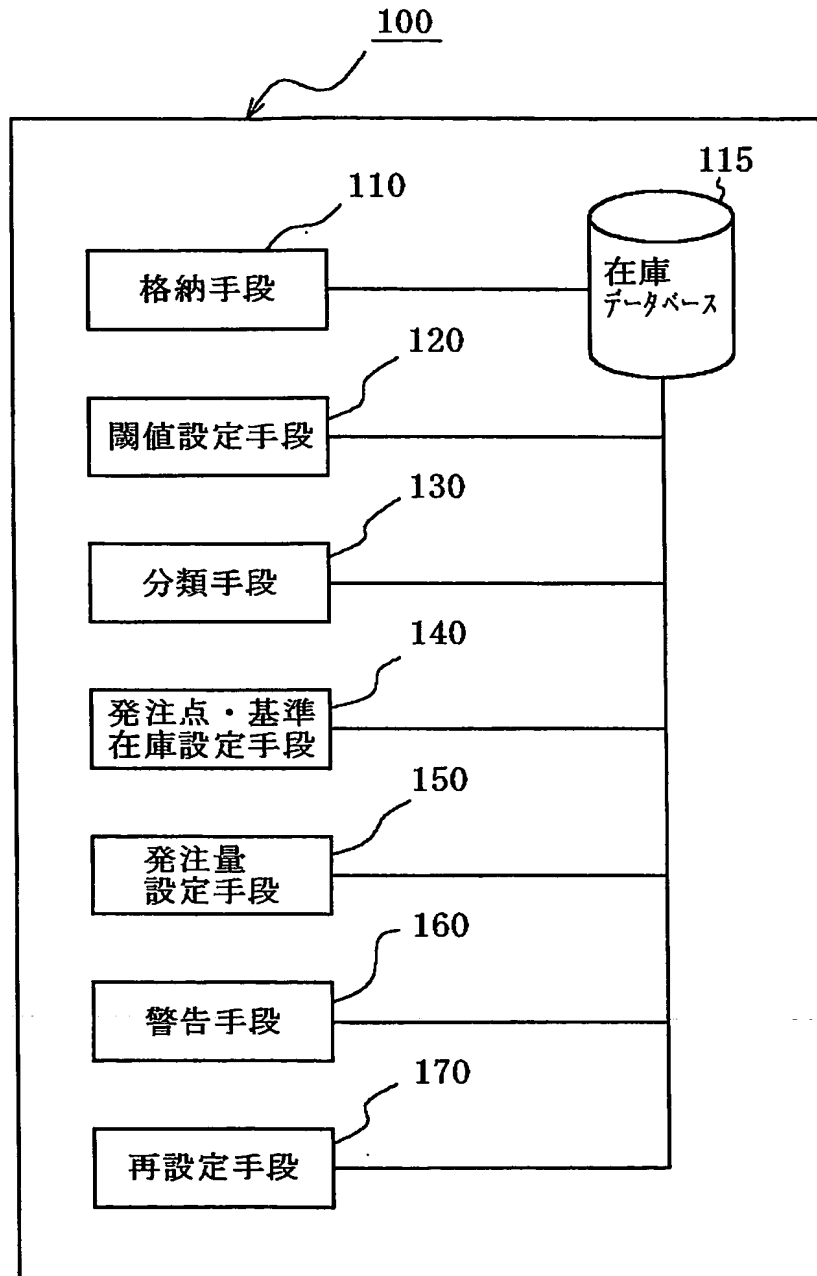 100
115
110
在庫
データベース
格納手段
120
閾値設定手段
130
分類手段
140
発注点・基準
在庫設定手段
150
発注量
設定手段
160
警告手段
170
再設定手段